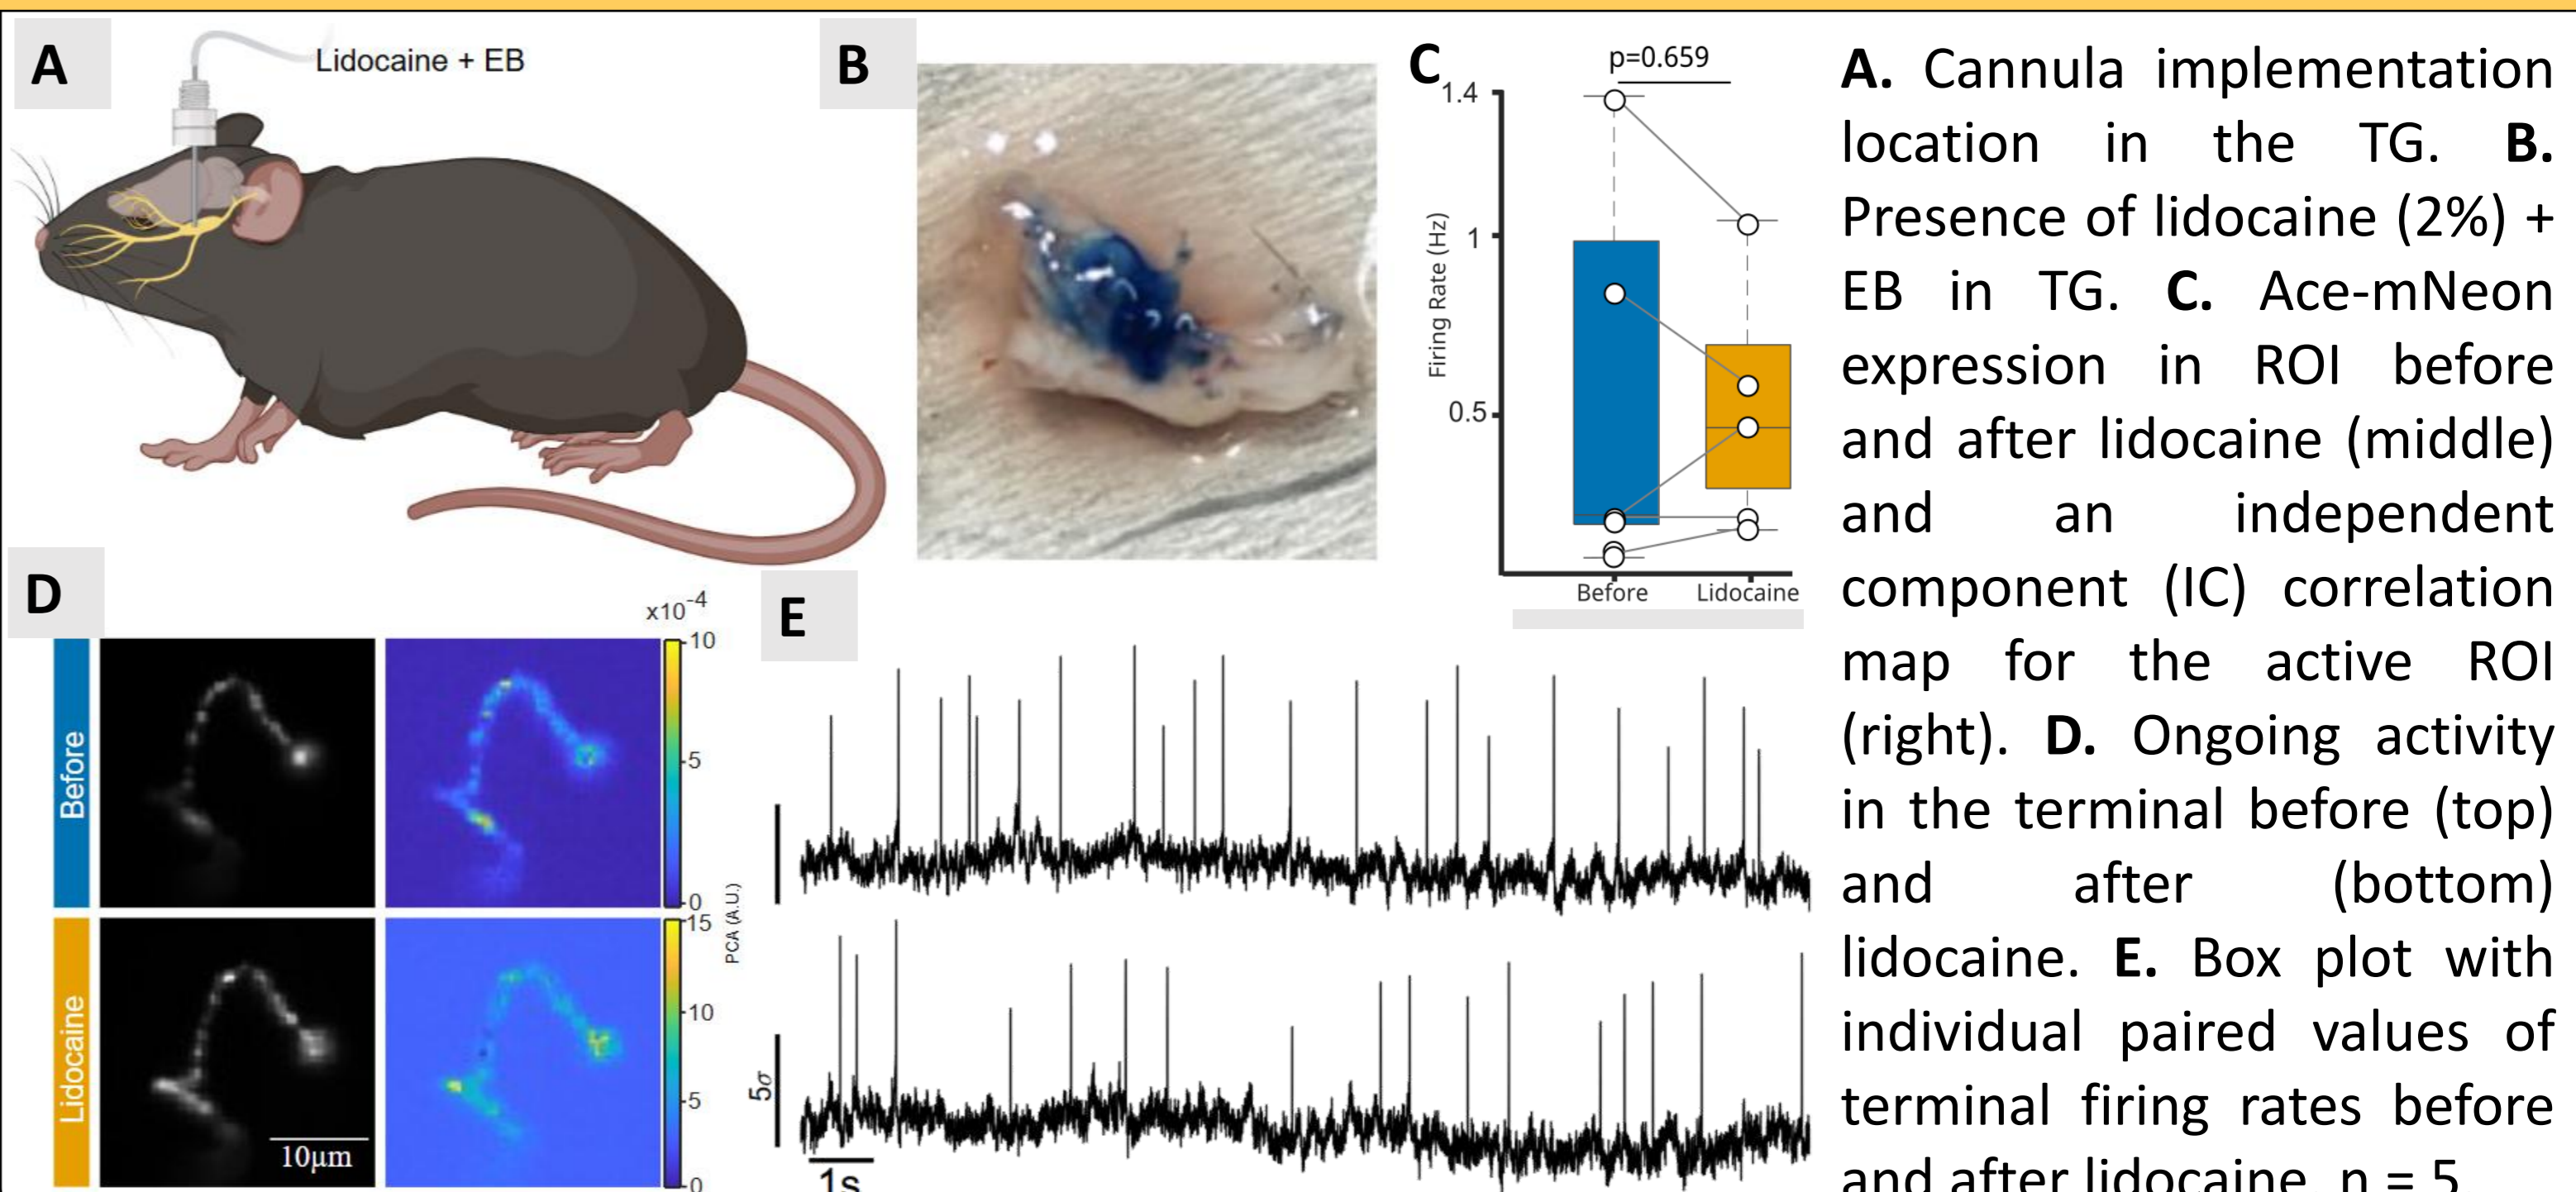 A
Lidocaine + EB
B
C
p=0.659
1.4
1
0.5
Firing Rate (Hz)
Before
Lidocaine
D
x10-4
10
5
0
Before
15
10
5
0
PCA (A.U.)
Lidocaine
10μm
E
5σ
1s
A. Cannula implementation
location in the TG. B.
Presence of lidocaine (2%) +
EB in TG. C. Ace-mNeon
expression in ROI before
and after lidocaine (middle)
and an independent
component (IC) correlation
map for the active ROI
(right). D. Ongoing activity
in the terminal before (top)
and after (bottom)
lidocaine. E. Box plot with
individual paired values of
terminal firing rates before
and after lidocaine. n = 5